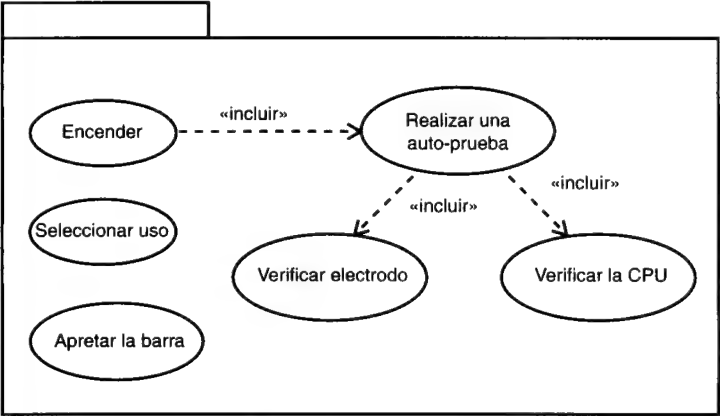 «incluir»
Encender
Realizar una
auto-prueba
«incluir»
«incluir»
Seleccionar uso
Verificar electrodo
Verificar la CPU
Apretar la barra